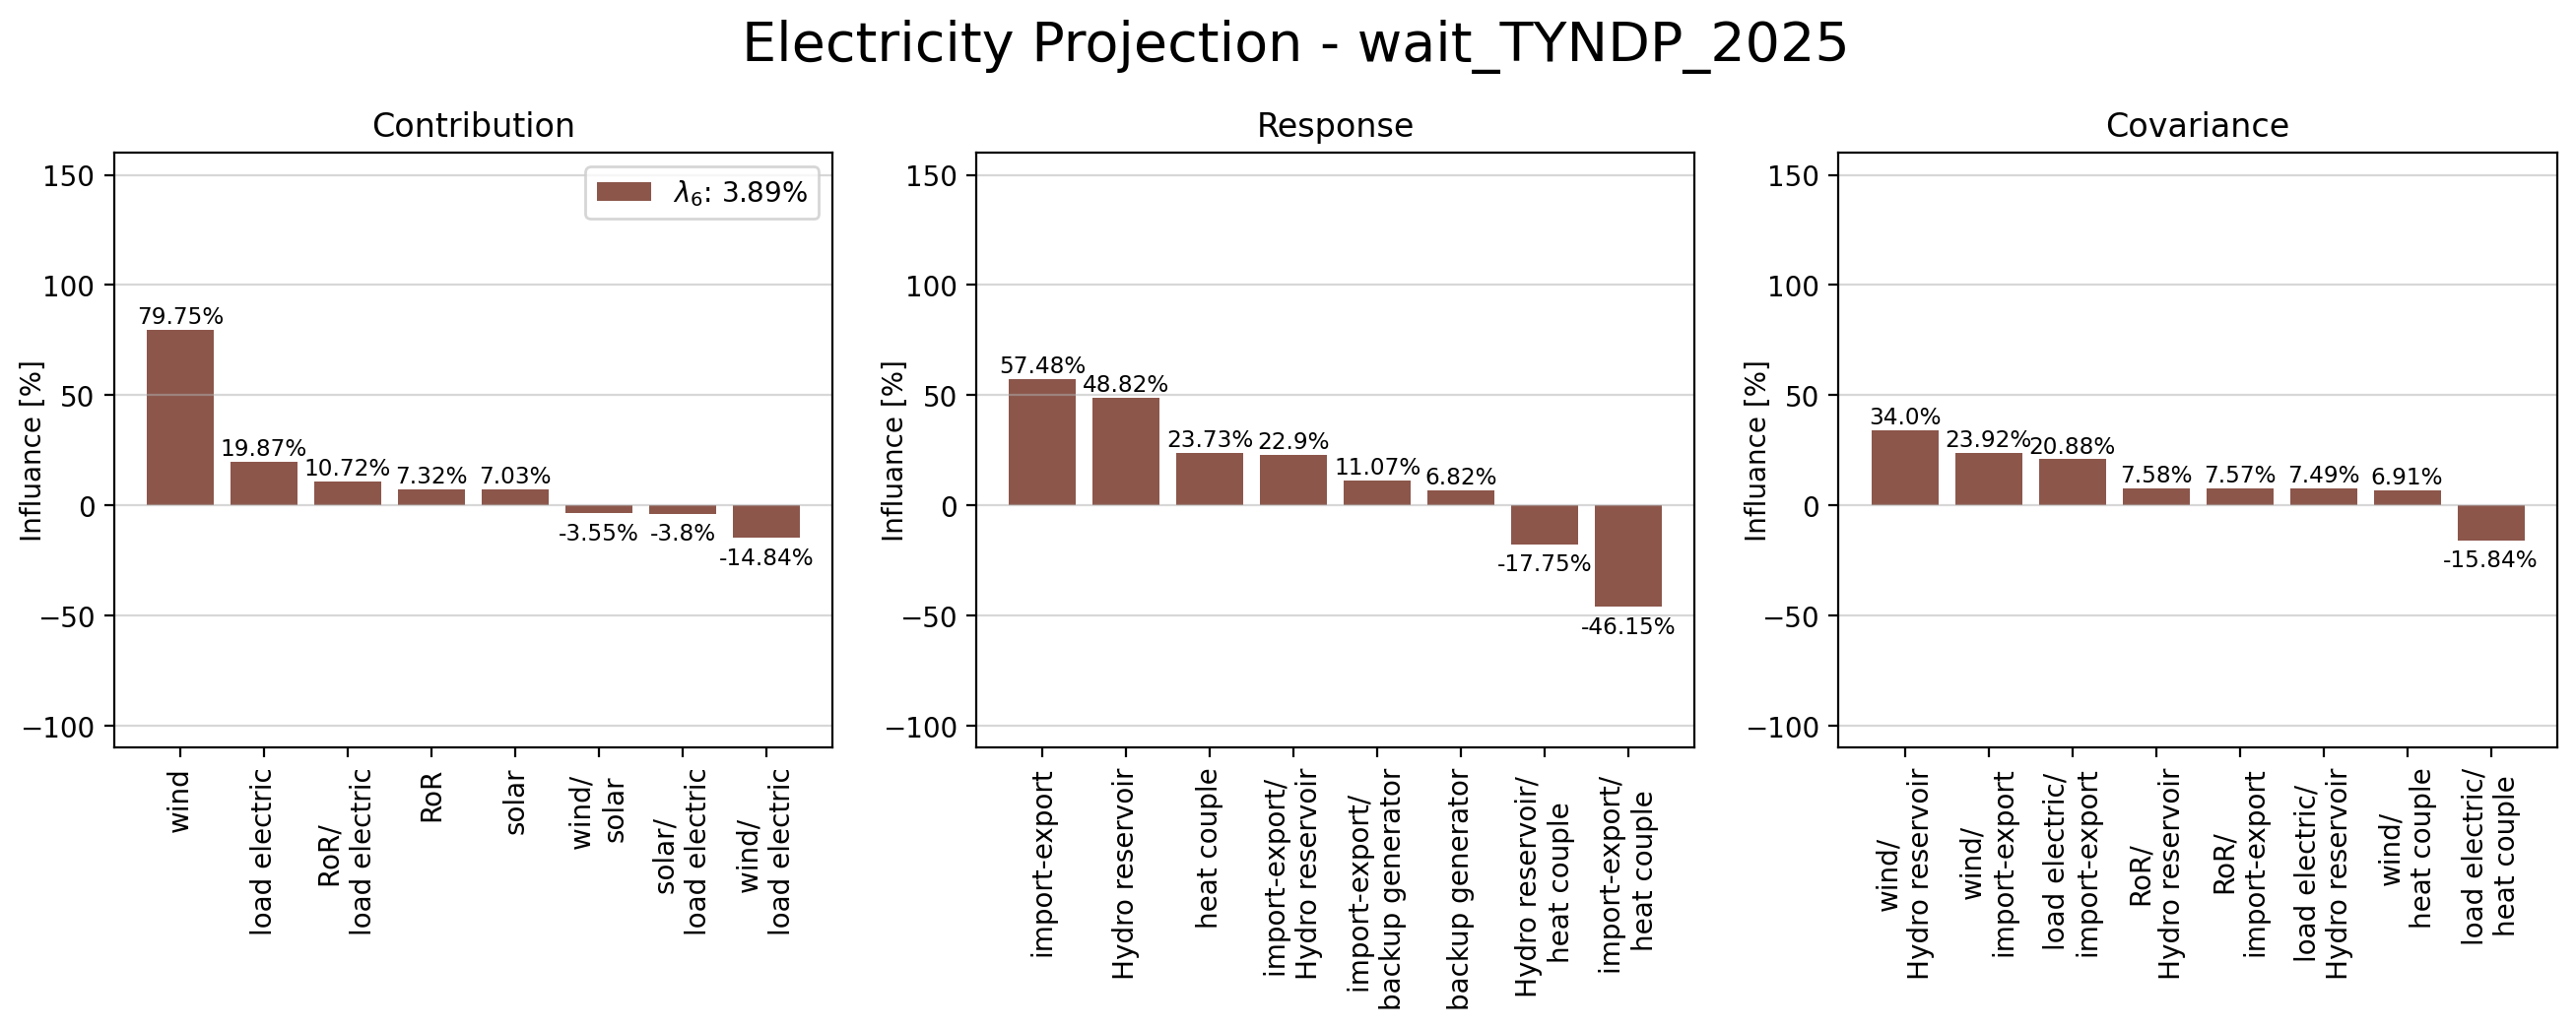 Electricity Projection - wait_TYNDP_2025
Contribution
Influance [%]
150
100
50
0
−50
−100
λ6: 3.89%
79.75%
19.87%
10.72%
7.32%
7.03%
-3.55%
-3.8%
-14.84%
wind
load electric
RoR/
load electric
RoR
solar
wind/
solar
solar/
load electric
wind/
load electric
Response
Influance [%]
150
100
50
0
−50
−100
57.48%
48.82%
23.73%
22.9%
11.07%
6.82%
-17.75%
-46.15%
import-export
Hydro reservoir
heat couple
import-export/
Hydro reservoir
import-export/
backup generator
backup generator
Hydro reservoir/
heat couple
import-export/
heat couple
Covariance
Influance [%]
150
100
50
0
−50
−100
34.0%
23.92%
20.88%
7.58%
7.57%
7.49%
6.91%
-15.84%
wind/
Hydro reservoir
wind/
import-export
load electric/
import-export
RoR/
Hydro reservoir
RoR/
import-export
load electric/
Hydro reservoir
wind/
heat couple
load electric/
heat couple